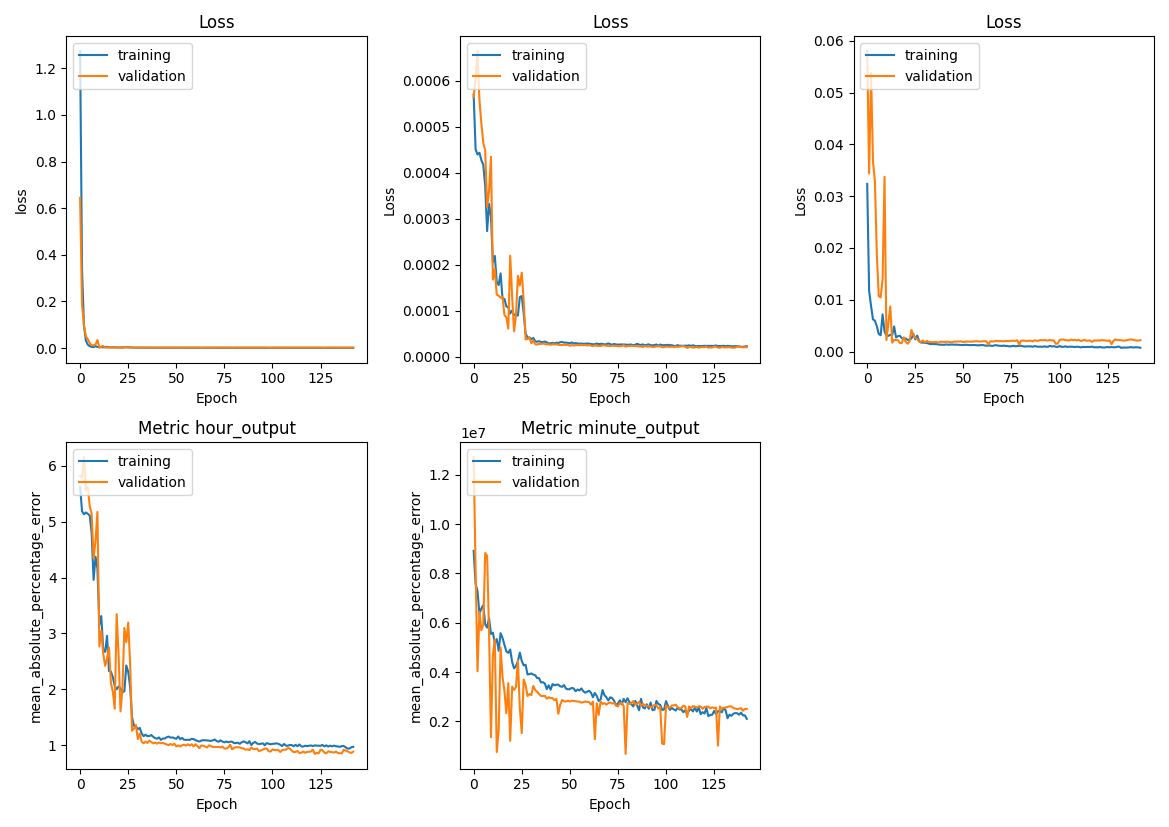 Loss
training
validation
1.2
1.0
0.8
0.6
0.4
0.2
0.0
loss
0 25 50 75 100 125
Epoch
Loss
training
validation
0.0006
0.0005
0.0004
0.0003
0.0002
0.0001
0.0000
Loss
0 25 50 75 100 125
Epoch
Loss
training
validation
0.06
0.05
0.04
0.03
0.02
0.01
0.00
Loss
0 25 50 75 100 125
Epoch
Metric hour_output
training
validation
6
5
4
3
2
1
mean_absolute_percentage_error
0 25 50 75 100 125
Epoch
1e7
Metric minute_output
training
validation
1.2
1.0
0.8
0.6
0.4
0.2
mean_absolute_percentage_error
0 25 50 75 100 125
Epoch